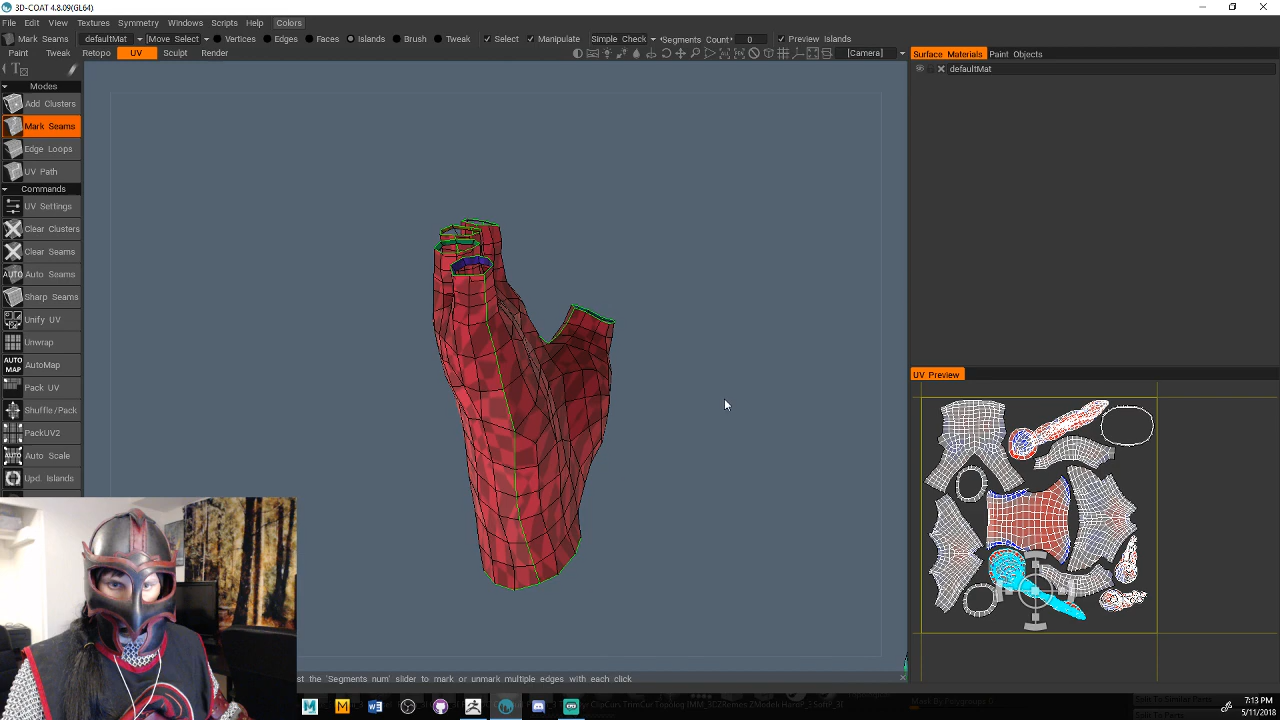 3D-COAT 4.8.09(GL64)
File Edit View Textures Symmetry Windows Scripts Help Colors
Mark Seams defaultMat [Move Select] Vertices Edges Faces Islands Brush Tweak Select Manipulate Simple Check Segments Count 0 Preview Islands
Paint Tweak Retopo UV Sculpt Render [Camera]
Surface Materials Paint Objects
defaultMat
Modes
Add Clusters
Mark Seams
Edge Loops
UV Path
Commands
UV Settings
Clear Clusters
Clear Seams
AUTO Auto Seams
Sharp Seams
Unify UV
Unwrap
AUTO MAP AutoMap
Pack UV
Shuffle/Pack
PackUV2
AUTO Auto Scale
Upd. Islands
UV Preview
st the 'Segments num' slider to mark or unmark multiple edges with each click
7:13 PM
5/11/2018